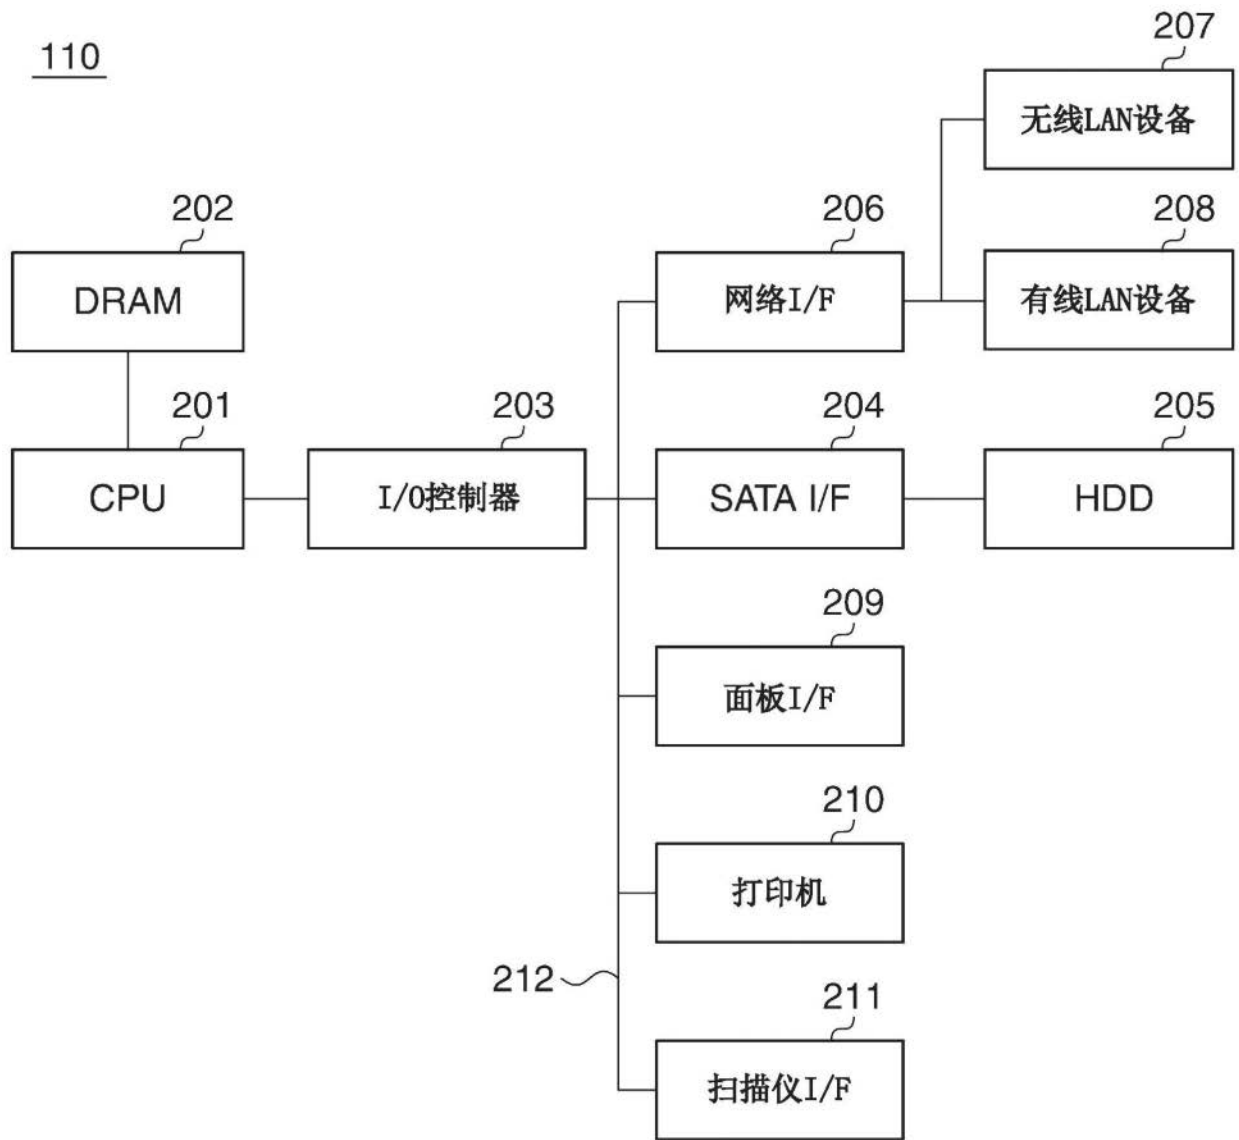 110
207
无线LAN设备
202
DRAM
206
网络I/F
208
有线LAN设备
201
CPU
203
I/O控制器
204
SATA I/F
205
HDD
209
面板I/F
210
打印机
212
211
扫描仪I/F